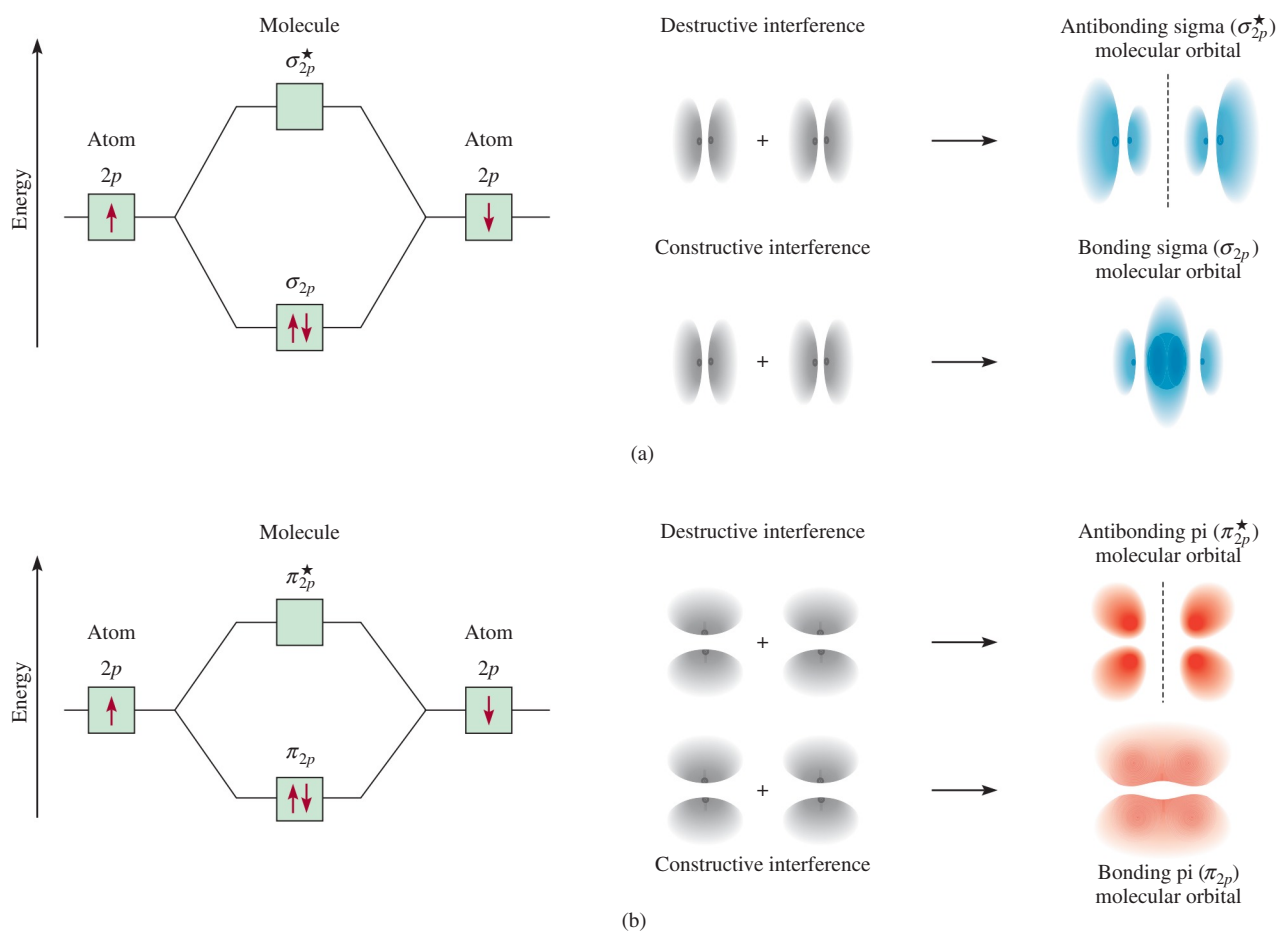 Molecule
Destructive interference
Antibonding sigma (σ★2p)
molecular orbital
σ★2p
Atom
Atom
2p
2p
Energy
Constructive interference
Bonding sigma (σ2p)
molecular orbital
σ2p
+
+
(a)
Molecule
Destructive interference
Antibonding pi (π★2p)
molecular orbital
π★2p
Atom
Atom
2p
2p
Energy
+
π2p
+
Constructive interference
Bonding pi (π2p)
molecular orbital
(b)